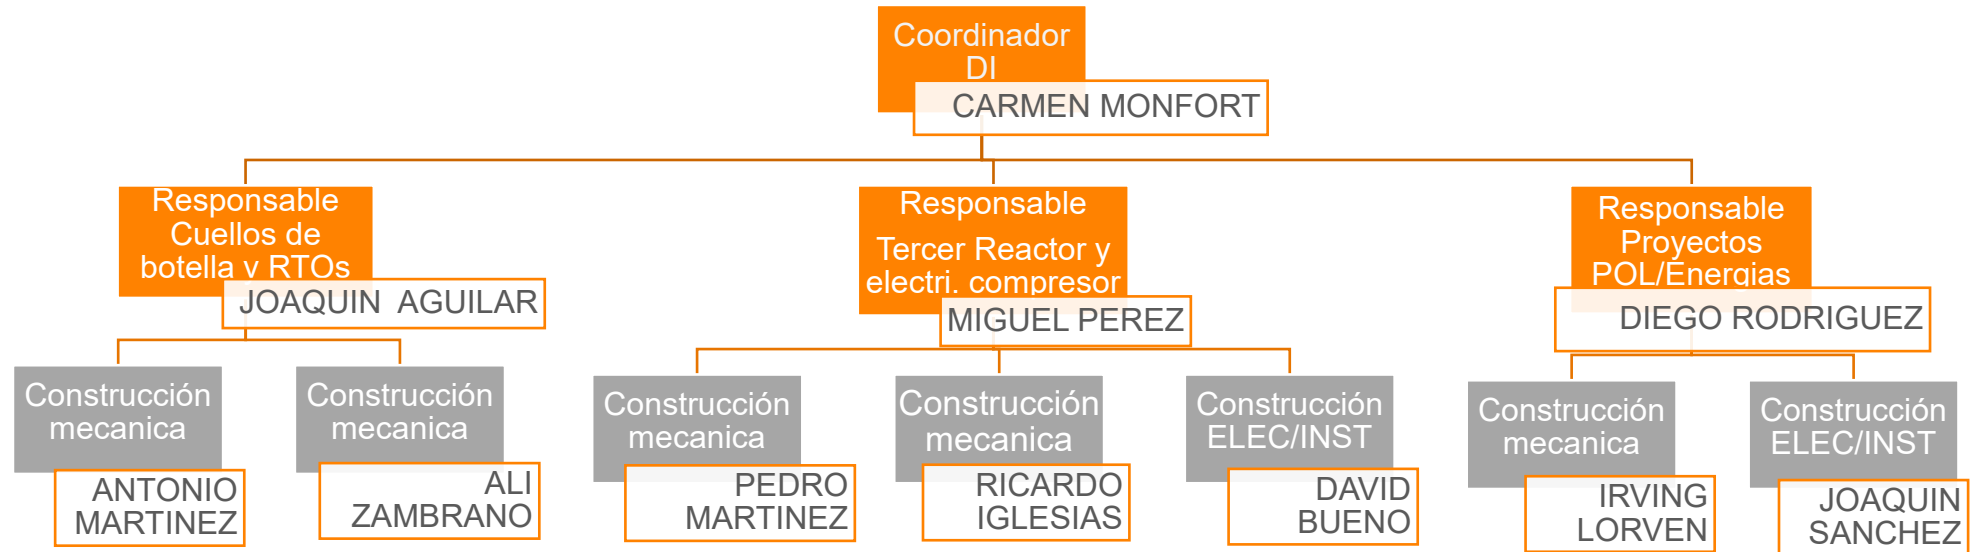 Coordinador
DI
CARMEN MONFORT
Responsable
Cuellos de
botella y RTOs
JOAQUIN AGUILAR
Responsable
Tercer Reactor y
electri. compresor
MIGUEL PEREZ
Responsable
Proyectos
POL/Energias
DIEGO RODRIGUEZ
Construcción
mecanica
ANTONIO
MARTINEZ
Construcción
mecanica
ALI
ZAMBRANO
Construcción
mecanica
PEDRO
MARTINEZ
Construcción
mecanica
RICARDO
IGLESIAS
Construcción
ELEC/INST
DAVID
BUENO
Construcción
mecanica
IRVING
LORVEN
Construcción
ELEC/INST
JOAQUIN
SANCHEZ